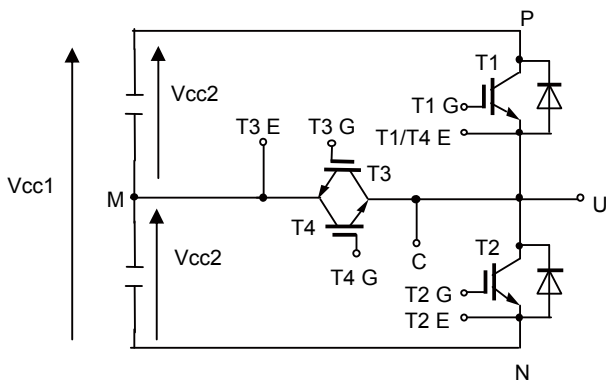 P
T1
Vcc2
T1 G
T3 E
T3 G
T1/T4 E
T3
Vcc1
M
U
T4
T2
Vcc2
C
T4 G
T2 G
T2 E
N